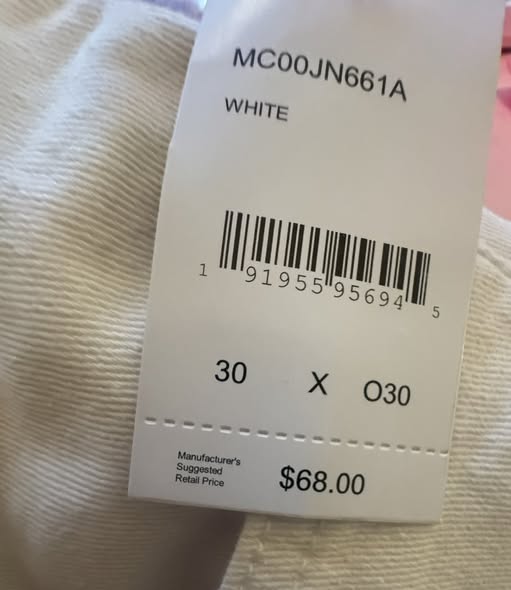 MC00JN661A
WHITE
1 91955 95694 5
30 X O30
Manufacturer's
Suggested
Retail Price
$68.00